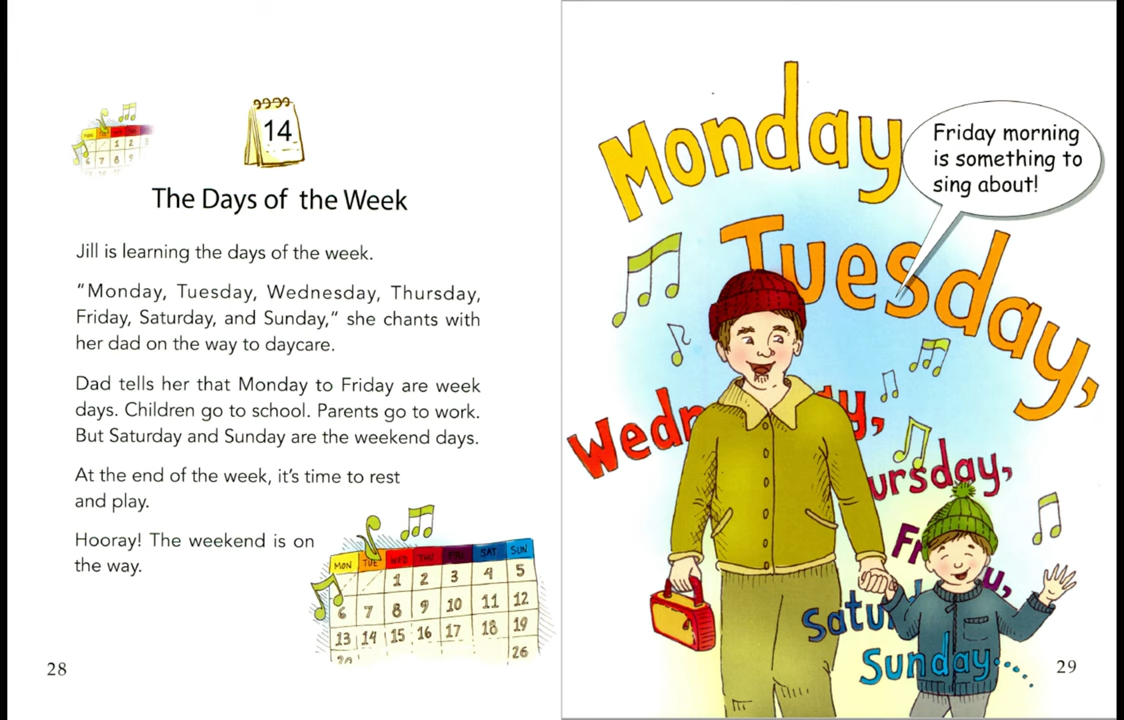 14
The Days of the Week
Jill is learning the days of the week.
"Monday, Tuesday, Wednesday, Thursday,
Friday, Saturday, and Sunday," she chants with
her dad on the way to daycare.
Dad tells her that Monday to Friday are week
days. Children go to school. Parents go to work.
But Saturday and Sunday are the weekend days.
At the end of the week, it's time to rest
and play.
Hooray! The weekend is on
the way.
MON TUE WED THU FRI SAT SUN
1 2 3 4 5
6 7 8 9 10 11 12
13 14 15 16 17 18 19
20 26
28
Monday
Friday morning
is something to
sing about!
Tuesday,
Wedn y,
ursday,
Fr y,
Satu
Sunday....
29